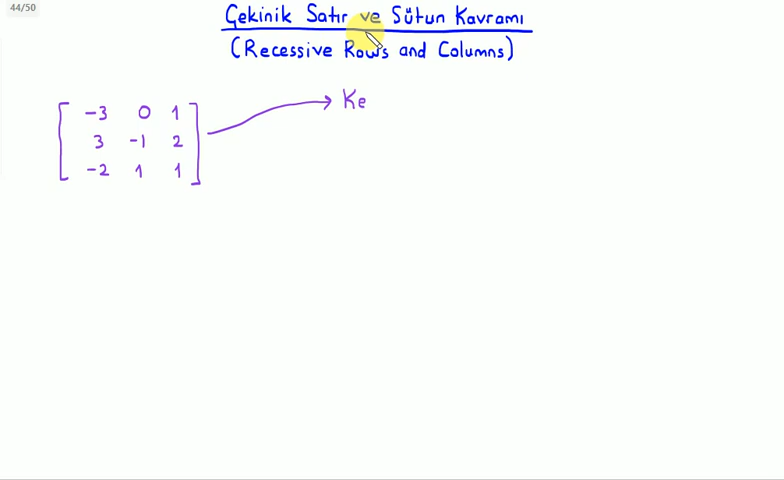 44/50
Çekinik Satır ve Sütun Kavramı
(Recessive Rows and Columns)
-3 0 1 → Ke
3 -1 2
-2 1 1